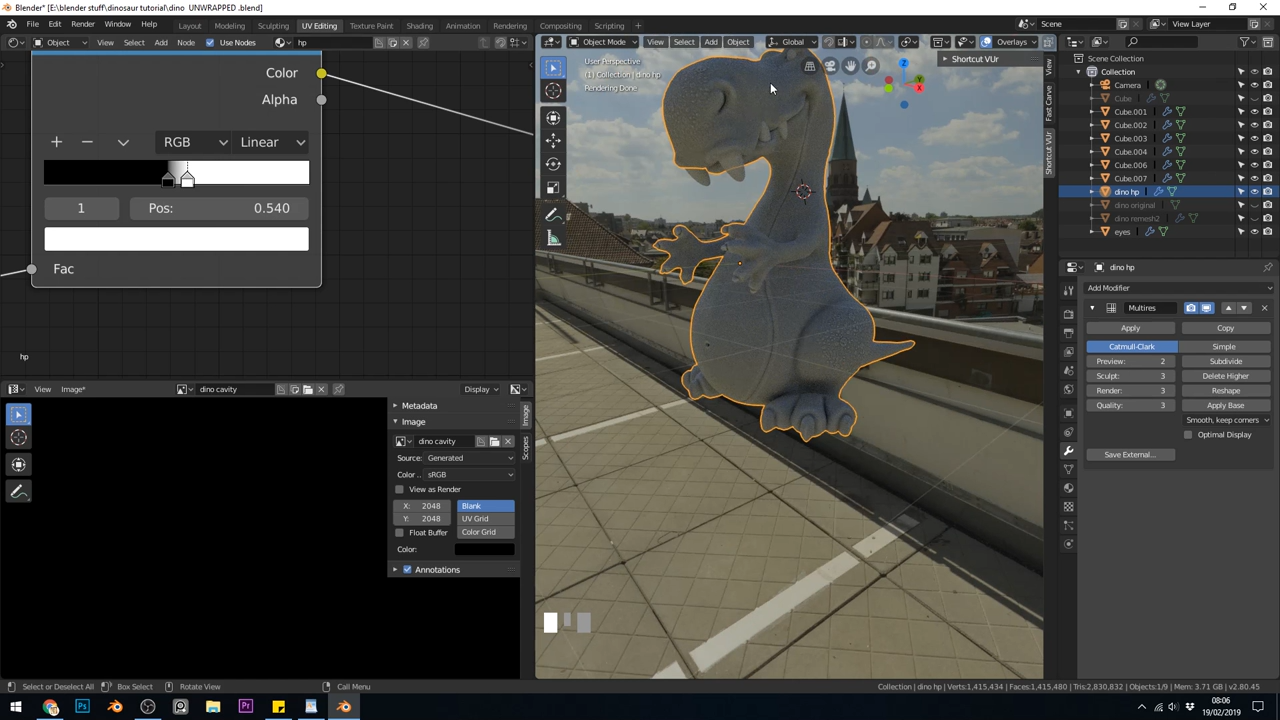 Blender* [E:\blender stuff\dinosaur tutorial\dino UNWRAPPED .blend]
File Edit Render Window Help Layout Modeling Sculpting UV Editing Texture Paint Shading Animation Rendering Compositing Scripting Scene View Layer
Object View Select Add Node Use Nodes hp
Object Mode View Select Add Object Global Overlays
User Perspective
(1) Collection | dino hp
Rendering Done
Shortcut VUr
View
Fast Carve
Shortcut VUr
Color
Alpha
RGB Linear
1 Pos: 0.540
Fac
hp
View Image* dino cavity Display
Metadata
Image
dino cavity
Source: Generated
Color .. sRGB
View as Render
X: 2048 Blank
Y: 2048 UV Grid
Float Buffer Color Grid
Color:
Annotations
Image
Scopes
Scene Collection
Collection
Camera
Cube
Cube.001
Cube.002
Cube.003
Cube.004
Cube.006
Cube.007
dino hp
dino original
dino remesh2
eyes
dino hp
Add Modifier
Multires
Apply Copy
Catmull-Clark Simple
Preview: 2 Subdivide
Sculpt: 3 Delete Higher
Render: 3 Reshape
Quality: 3 Apply Base
Smooth, keep corners
Optimal Display
Save External...
Select or Deselect All Box Select Rotate View Call Menu Collection | dino hp | Verts:1,415,434 | Faces:1,415,480 | Tris:2,830,832 | Objects:1/9 | Mem: 3.71 GB | v2.80.45
08:06
19/02/2019